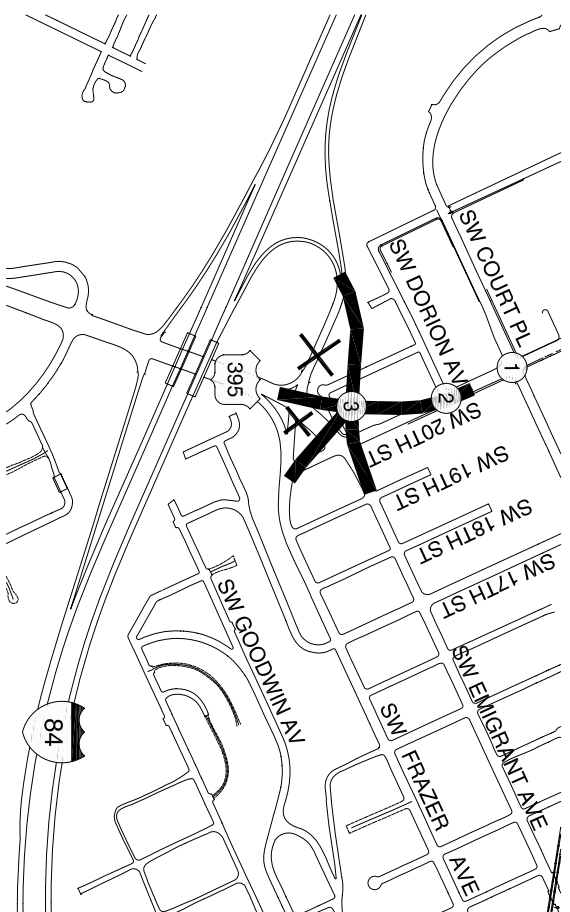 SW COURT PL
SW DORION AV
1
395
2
3
SW 20TH ST
SW 19TH ST
SW 18TH ST
SW 17TH ST
SW GOODWIN AV
SW EMIGRANT AVE
SW FRAZER AVE
84